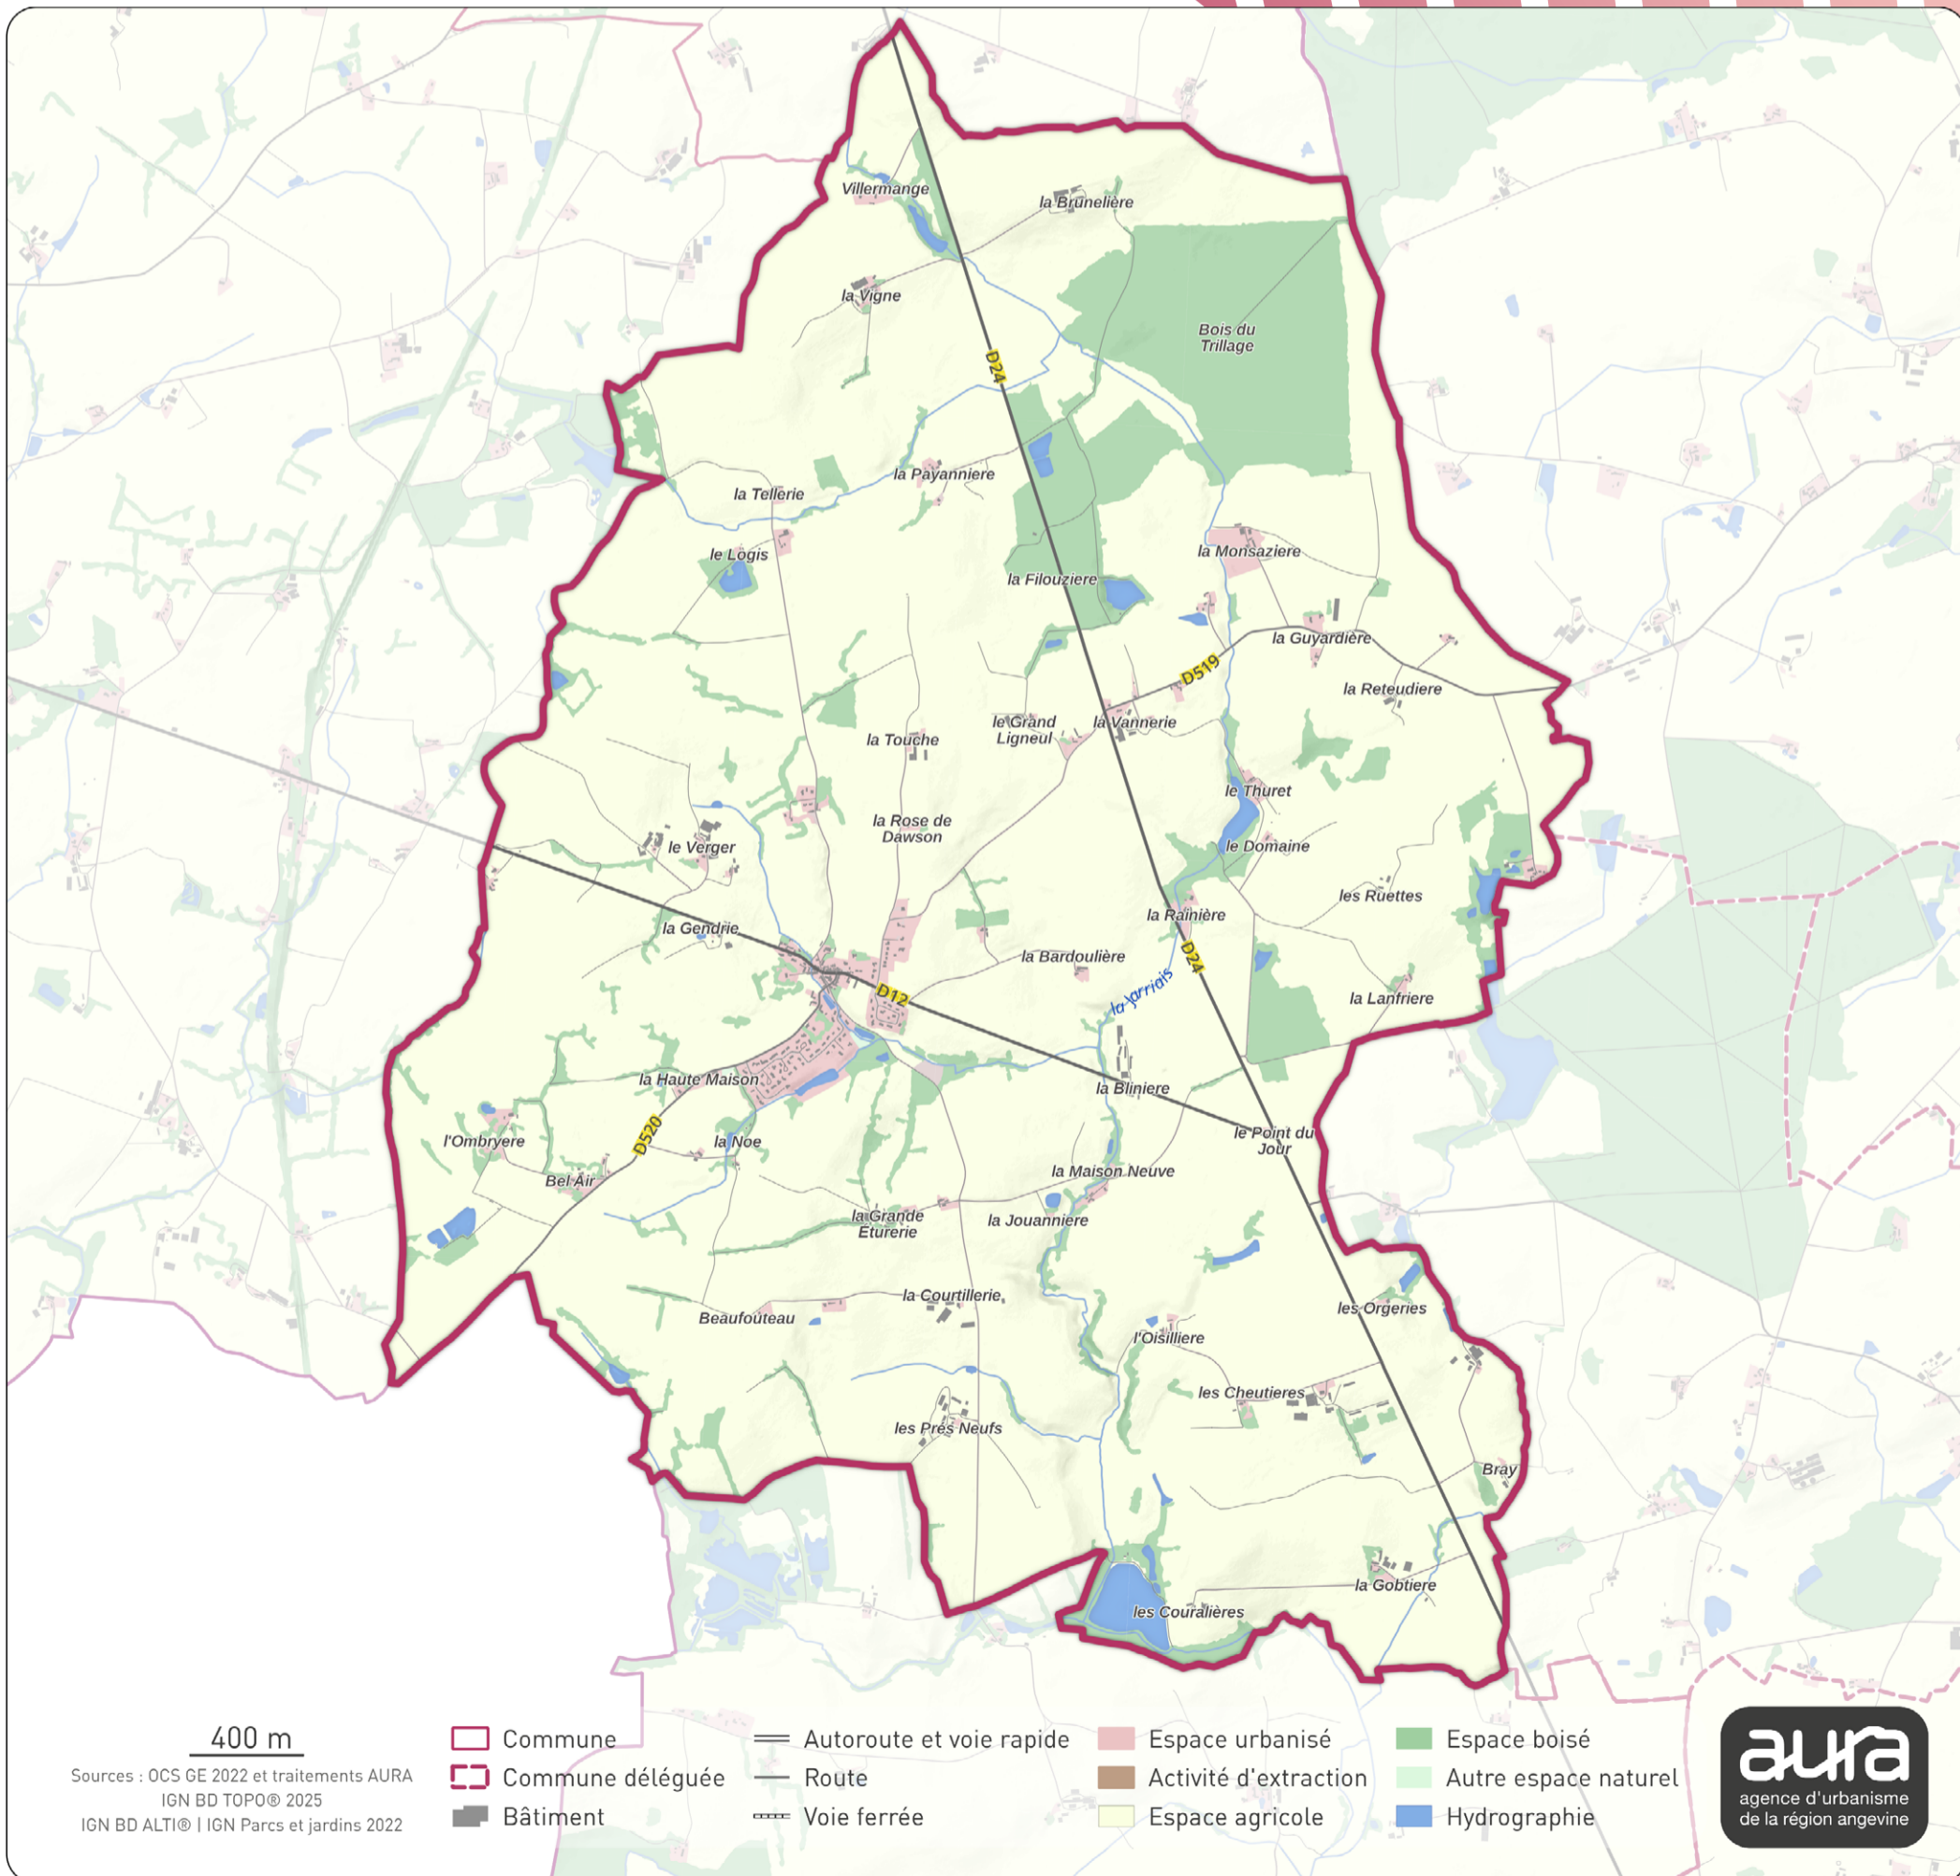 Villermange
la Brunelière
la Vigne
Bois du
Trillage
D24
la Payanniere
la Tellerie
le Logis
la Monsaziere
la Filouziere
la Guyardière
D519
la Reteudiere
le Grand
Ligneul
la Vannerie
la Touche
le Thuret
la Rose de
Dawson
le Verger
le Domaine
les Ruettes
la Rainière
la Gendrie
la Bardoulière
D24
la Jarriais
D12
la Lanfriere
la Haute Maison
la Bliniere
l'Ombryere
D520
la Noe
le Point du
Jour
Bel Air
la Maison Neuve
la Grande
Éturerie
la Jouanniere
la Courtillerie
Beaufouteau
les Orgeries
l'Oisilliere
les Cheutieres
les Prés Neufs
Bray
la Gobtiere
les Couralières
400 m
Sources : OCS GE 2022 et traitements AURA
IGN BD TOPO® 2025
IGN BD ALTI® | IGN Parcs et jardins 2022
Commune
Commune déléguée
Bâtiment
Autoroute et voie rapide
Route
Voie ferrée
Espace urbanisé
Activité d'extraction
Espace agricole
Espace boisé
Autre espace naturel
Hydrographie
aura
agence d'urbanisme
de la région angevine